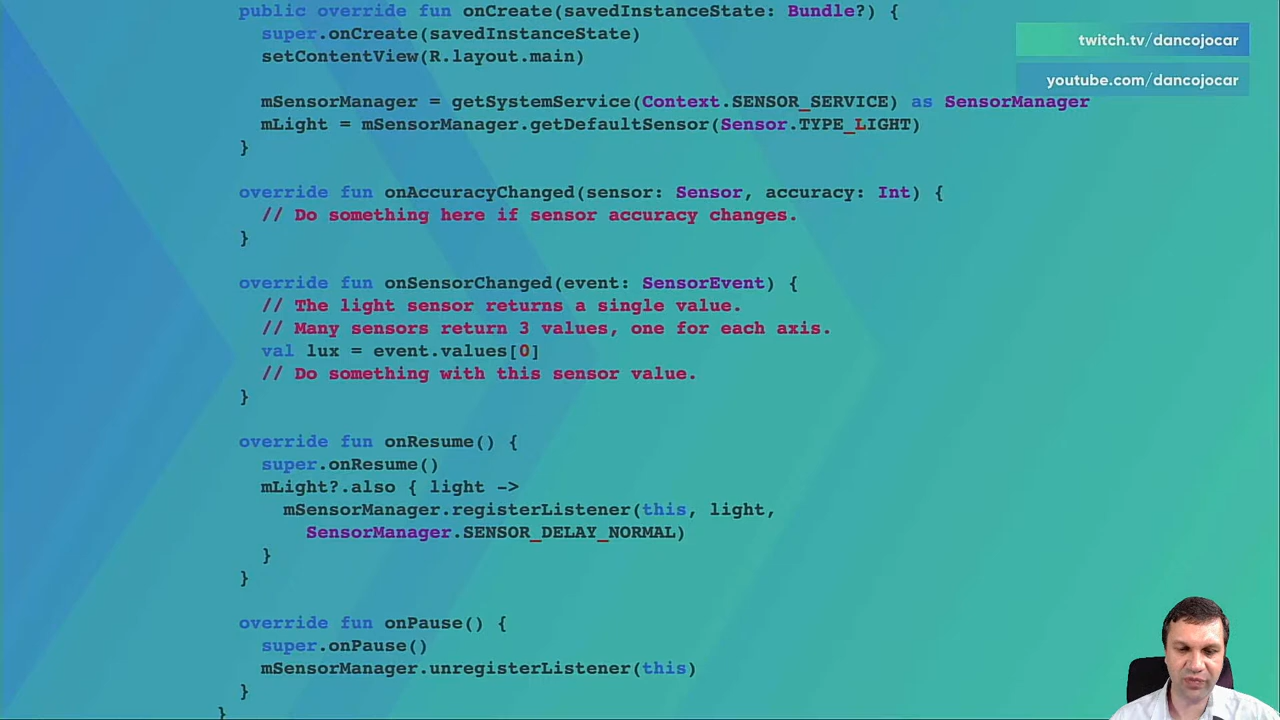 public override fun onCreate(savedInstanceState: Bundle?) {
super.onCreate(savedInstanceState)
setContentView(R.layout.main)
twitch.tv/dancojocar
youtube.com/dancojocar
mSensorManager = getSystemService(Context.SENSOR_SERVICE) as SensorManager
mLight = mSensorManager.getDefaultSensor(Sensor.TYPE_LIGHT)
}
override fun onAccuracyChanged(sensor: Sensor, accuracy: Int) {
// Do something here if sensor accuracy changes.
}
override fun onSensorChanged(event: SensorEvent) {
// The light sensor returns a single value.
// Many sensors return 3 values, one for each axis.
val lux = event.values[0]
// Do something with this sensor value.
}
override fun onResume() {
super.onResume()
mLight?.also { light ->
mSensorManager.registerListener(this, light,
SensorManager.SENSOR_DELAY_NORMAL)
}
}
override fun onPause() {
super.onPause()
mSensorManager.unregisterListener(this)
}
}